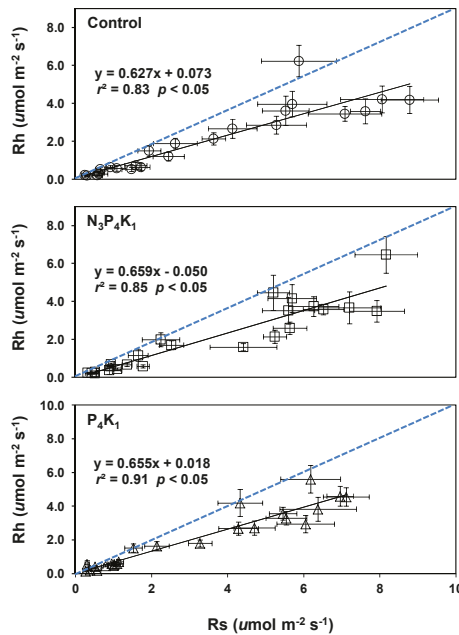 Control
8.0
6.0
4.0
2.0
0.0
Rh (umol m-2 s-1)
y = 0.627x + 0.073
r² = 0.83 p < 0.05
N₃P₄K₁
8.0
6.0
4.0
2.0
0.0
Rh (umol m-2 s-1)
y = 0.659x - 0.050
r² = 0.85 p < 0.05
P₄K₁
10.0
8.0
6.0
4.0
2.0
0.0
Rh (umol m-2 s-1)
y = 0.655x + 0.018
r² = 0.91 p < 0.05
0 2 4 6 8 10
Rs (umol m-2 s-1)